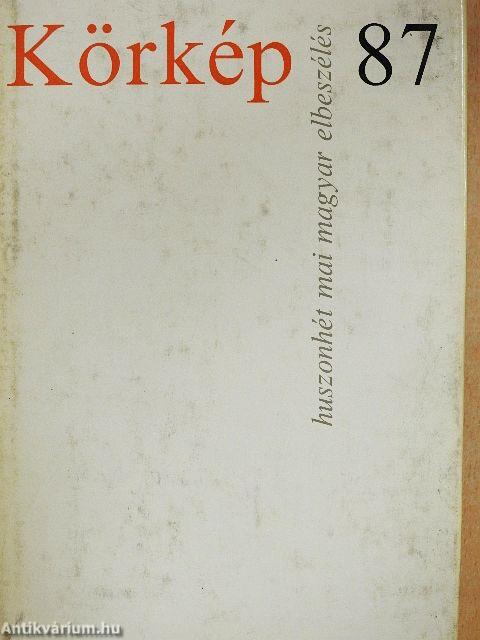 Körkép 87
huszonhét mai magyar elbeszélés
Antikvárium.hu